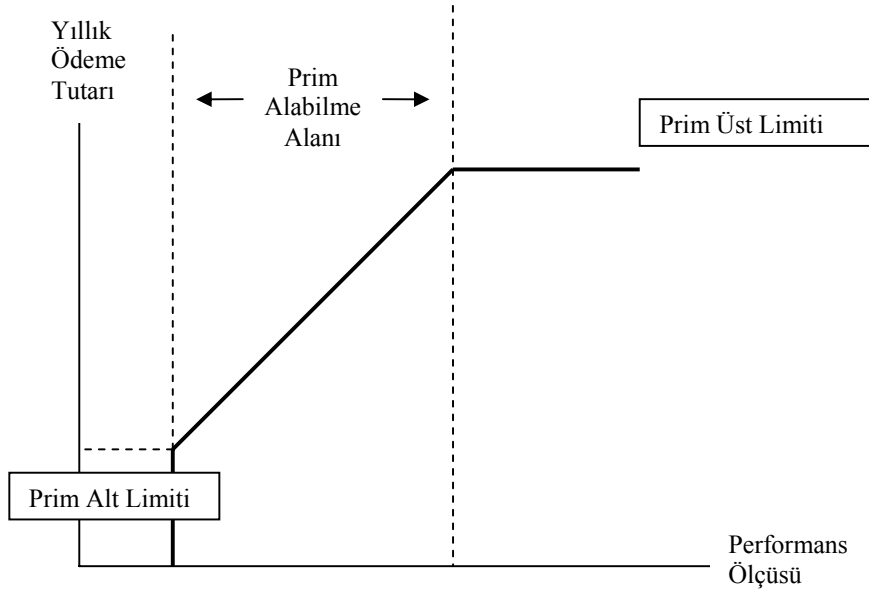 Yıllık
Ödeme
Tutarı
Prim
Alabilme
Alanı
Prim Üst Limiti
Prim Alt Limiti
Performans
Ölçüsü